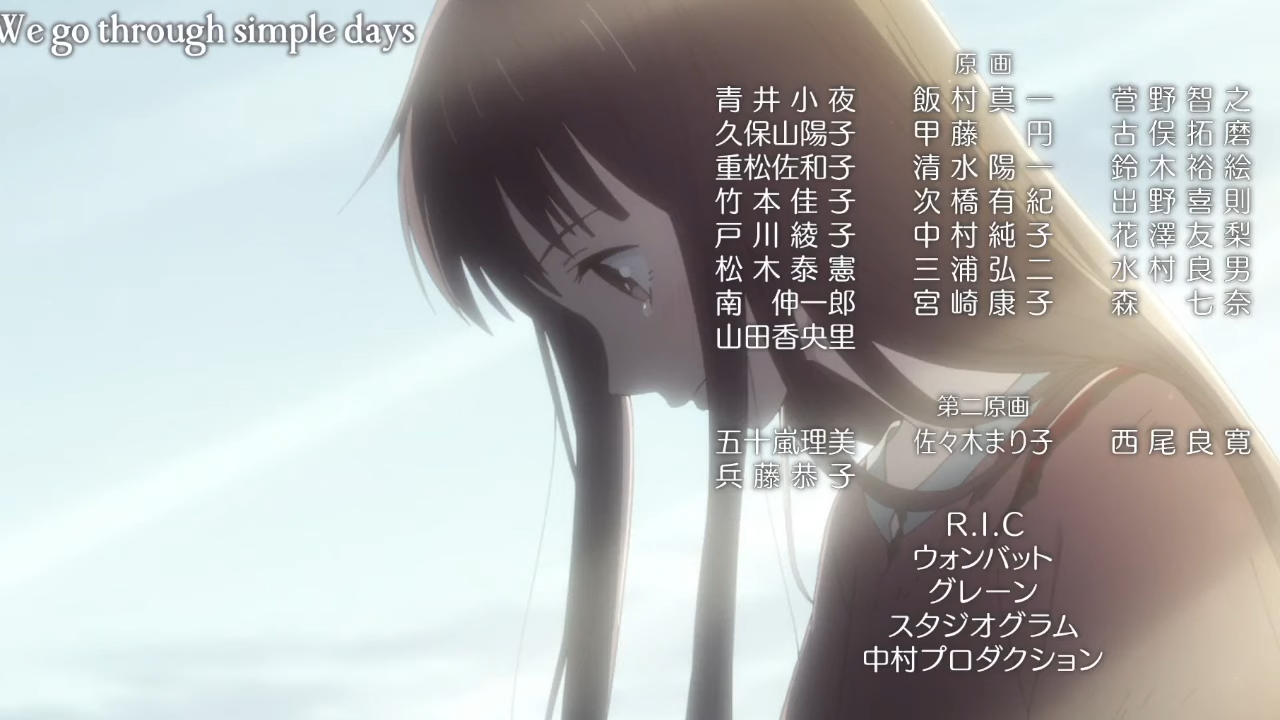 We go through simple days
原画
青井小夜 飯村真一 菅野智之
久保山陽子 甲藤 円 古俣拓磨
重松佐和子 清水陽一 鈴木裕絵
竹本佳子 次橋有紀 出野喜則
戸川綾子 中村純子 花澤友梨
松木泰憲 三浦弘二 水村良男
南 伸一郎 宮崎康子 森 七奈
山田香央里
第二原画
五十嵐理美 佐々木まり子 西尾良寛
兵藤恭子
R.I.C
ウォンバット
グレーン
スタジオグラム
中村プロダクション